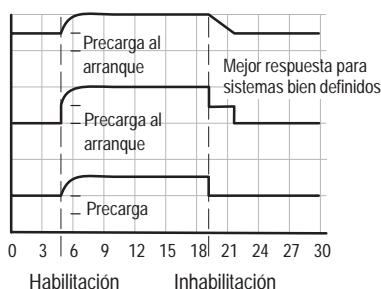 Precarga al
arranque
Mejor respuesta para
sistemas bien definidos
Precarga al
arranque
Precarga
0 3 6 9 12 15 18 21 24 27 30
Habilitación Inhabilitación